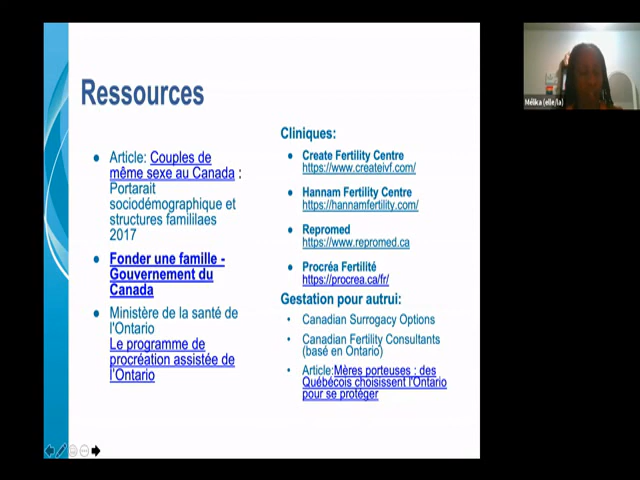 Ressources
Article: Couples de
même sexe au Canada :
Portarait
sociodémographique et
structures famililaes
2017
Fonder une famille -
Gouvernement du
Canada
Ministère de la santé de
l'Ontario
Le programme de
procréation assistée de
l'Ontario
Cliniques:
Create Fertility Centre
https://www.createivf.com/
Hannam Fertility Centre
https://hannamfertility.com/
Repromed
https://www.repromed.ca
Procréa Fertilité
https://procrea.ca/fr/
Gestation pour autrui:
Canadian Surrogacy Options
Canadian Fertility Consultants
(basé en Ontario)
Article:Mères porteuses : des
Québécois choisissent l'Ontario
pour se protéger
Mélka (elle/la)